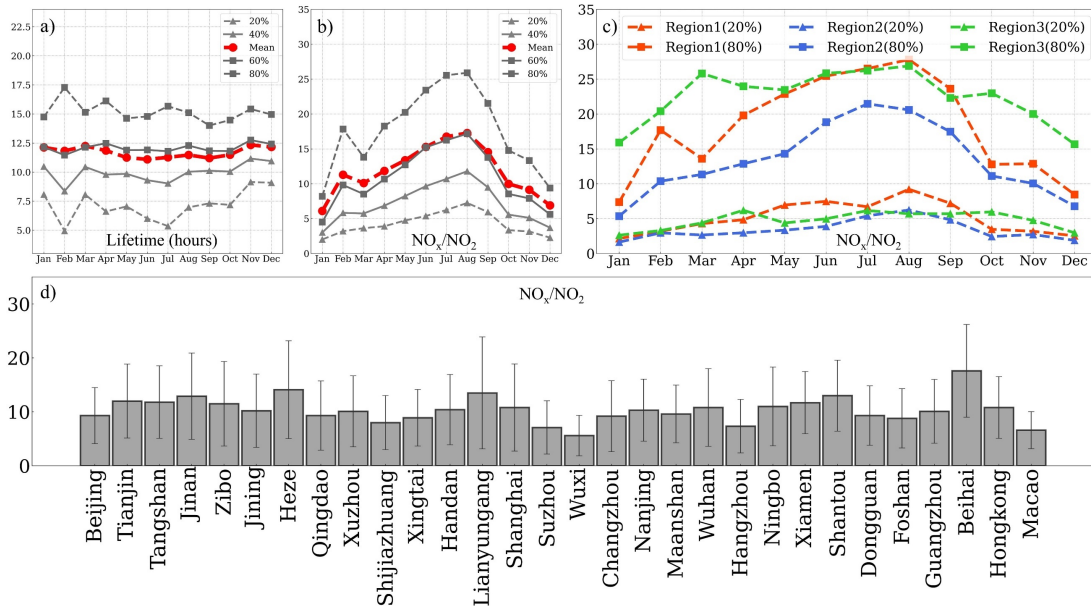 a)
22.5
20.0
17.5
15.0
12.5
10.0
7.5
5.0
20%
40%
Mean
60%
80%
Lifetime (hours)
Jan Feb Mar Apr May Jun Jul Aug Sep Oct Nov Dec
b)
35
30
25
20
15
10
5
0
20%
40%
Mean
60%
80%
NOx/NO2
Jan Feb Mar Apr May Jun Jul Aug Sep Oct Nov Dec
c)
35
30
25
20
15
10
5
0
Region1(20%) Region2(20%) Region3(20%)
Region1(80%) Region2(80%) Region3(80%)
NOx/NO2
Jan Feb Mar Apr May Jun Jul Aug Sep Oct Nov Dec
d)
NOx/NO2
30
20
10
0
Beijing
Tianjin
Tangshan
Jinan
Zibo
Jining
Heze
Qingdao
Xuzhou
Shijiazhuang
Xingtai
Handan
Lianyungang
Shanghai
Suzhou
Wuxi
Changzhou
Nanjing
Maanshan
Wuhan
Hangzhou
Ningbo
Xiamen
Shantou
Dongguan
Foshan
Guangzhou
Beihai
Hongkong
Macao